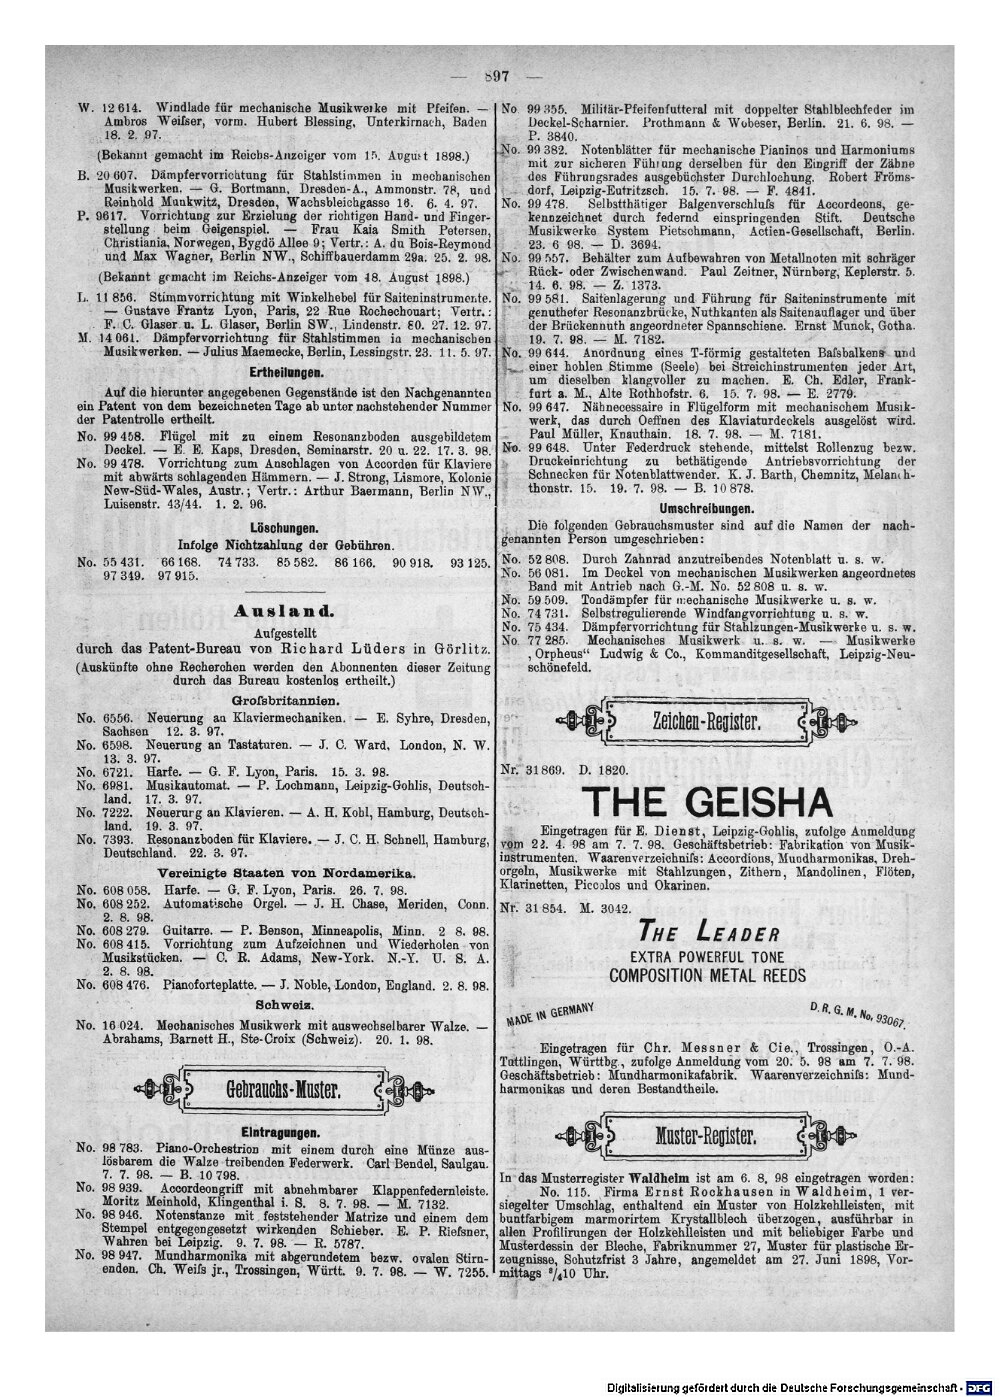 — 897 —
W. 12 614. Windlade für mechanische Musikwerke mit Pfeifen. —
Ambros Weifser, vorm. Hubert Blessing, Unterkirnach, Baden
18. 2. 97.
(Bekannt gemacht im Reichs-Anzeiger vom 15. August 1898.)
B. 20 607. Dämpfervorrichtung für Stahlstimmen in mechanischen
Musikwerken. — G. Bortmann, Dresden-A., Ammonstr. 78, und
Reinhold Munkwitz, Dresden, Wachsbleichgasse 16. 6. 4. 97.
P. 9617. Vorrichtung zur Erzielung der richtigen Hand- und Finger-
stellung beim Geigenspiel. — Frau Kaia Smith Petersen,
Christiania, Norwegen, Bygdö Allee 9; Vertr.: A. du Bois-Reymond
und Max Wagner, Berlin NW., Schiffbauerdamm 29a. 25. 2. 98.
(Bekannt gemacht im Reichs-Anzeiger vom 18. August 1898.)
L. 11 856. Stimmvorrichtung mit Winkelhebel für Saiteninstrumente.
— Gustave Frantz Lyon, Paris, 22 Rue Rochechouart; Vertr.:
F. C. Glaser u. L. Glaser, Berlin SW., Lindenstr. 80. 27. 12. 97.
M. 14 061. Dämpfervorrichtung für Stahlstimmen in mechanischen
Musikwerken. — Julius Maemecke, Berlin, Lessingstr. 23. 11. 5. 97.
Ertheilungen.
Auf die hierunter angegebenen Gegenstände ist den Nachgenannten
ein Patent von dem bezeichneten Tage ab unter nachstehender Nummer
der Patentrolle ertheilt.
No. 99 458. Flügel mit zu einem Resonanzboden ausgebildetem
Deckel. — E. E. Kaps, Dresden, Seminarstr. 20 u. 22. 17. 3. 98.
No. 99 478. Vorrichtung zum Anschlagen von Accorden für Klaviere
mit abwärts schlagenden Hämmern. — J. Strong, Lismore, Kolonie
New-Süd-Wales, Austr.; Vertr.: Arthur Baermann, Berlin NW.,
Luisenstr. 43/44. 1. 2. 96.
Löschungen.
Infolge Nichtzahlung der Gebühren.
No. 55 431. 66 168. 74 733. 85 582. 86 166. 90 918. 93 125.
97 349. 97 915.
Ausland.
Aufgestellt
durch das Patent-Bureau von Richard Lüders in Görlitz.
(Auskünfte ohne Recherchen werden den Abonnenten dieser Zeitung
durch das Bureau kostenlos ertheilt.)
Grofsbritannien.
No. 6556. Neuerung an Klaviermechaniken. — E. Syhre, Dresden,
Sachsen 12. 3. 97.
No. 6598. Neuerung an Tastaturen. — J. C. Ward, London, N. W.
13. 3. 97.
No. 6721. Harfe. — G. F. Lyon, Paris. 15. 3. 98.
No. 6981. Musikautomat. — P. Lochmann, Leipzig-Gohlis, Deutsch-
land. 17. 3. 97.
No. 7222. Neuerung an Klavieren. — A. H. Kohl, Hamburg, Deutsch-
land. 19. 3. 97.
No. 7393. Resonanzboden für Klaviere. — J. C. H. Schnell, Hamburg,
Deutschland. 22. 3. 97.
Vereinigte Staaten von Nordamerika.
No. 608 058. Harfe. — G. F. Lyon, Paris. 26. 7. 98.
No. 608 252. Automatische Orgel. — J. H. Chase, Meriden, Conn.
2. 8. 98.
No. 608 279. Guitarre. — P. Benson, Minneapolis, Minn. 2 8. 98.
No. 608 415. Vorrichtung zum Aufzeichnen und Wiederholen von
Musikstücken. — C. R. Adams, New-York. N.-Y. U. S. A.
2. 8. 98.
No. 608 476. Pianoforteplatte. — J. Noble, London, England. 2. 8. 98.
Schweiz.
No. 16 024. Mechanisches Musikwerk mit auswechselbarer Walze. —
Abrahams, Barnett H., Ste-Croix (Schweiz). 20. 1. 98.
Gebrauchs-Muster.
Eintragungen.
No. 98 783. Piano-Orchestrion mit einem durch eine Münze aus-
lösbarem die Walze treibenden Federwerk. Carl Bendel, Saulgau.
7. 7. 98. — B. 10 798.
No. 98 939. Accordeongriff mit abnehmbarer Klappenfedernleiste.
Moritz Meinhold, Klingenthal i. S. 8. 7. 98. — M. 7132.
No. 98 946. Notenstanze mit feststehender Matrize und einem dem
Stempel entgegengesetzt wirkenden Schieber. E. P. Riefsner,
Wahren bei Leipzig. 9. 7. 98. — R. 5787.
No. 98 947. Mundharmonika mit abgerundetem bezw. ovalen Stirn-
enden. Ch. Weifs jr., Trossingen, Württ. 9. 7. 98. — W. 7255.
No. 99 355. Militär-Pfeifenfutteral mit doppelter Stahlblechfeder im
Deckel-Scharnier. Prothmann & Wobeser, Berlin. 21. 6. 98. —
P. 3840.
No. 99 382. Notenblätter für mechanische Pianinos und Harmoniums
mit zur sicheren Führung derselben für den Eingriff der Zähne
des Führungsrades ausgebüchster Durchlochung. Robert Fröms-
dorf, Leipzig-Eutritzsch. 15. 7. 98. — F. 4841.
No. 99 478. Selbstthätiger Balgenverschlufs für Accordeons, ge-
kennzeichnet durch federnd einspringenden Stift. Deutsche
Musikwerke System Pietschmann, Actien-Gesellschaft, Berlin.
23. 6 98. — D. 3694.
No. 99 557. Behälter zum Aufbewahren von Metallnoten mit schräger
Rück- oder Zwischenwand. Paul Zeitner, Nürnberg, Keplerstr. 5.
14. 6. 98. — Z. 1373.
No. 99 581. Saitenlagerung und Führung für Saiteninstrumente mit
genutheter Resonanzbrücke, Nuthkanten als Saitenauflager und über
der Brückennuth angeordneter Spannschiene. Ernst Munck, Gotha.
19. 7. 98. — M. 7182.
No. 99 644. Anordnung eines T-förmig gestalteten Bafsbalkens und
einer hohlen Stimme (Seele) bei Streichinstrumenten jeder Art,
um dieselben klangvoller zu machen. E. Ch. Edler, Frank-
furt a. M., Alte Rothhofstr. 6. 15. 7. 98. — E. 2779.
No. 99 647. Nähnecessaire in Flügelform mit mechanischem Musik-
werk, das durch Oeffnen des Klaviaturdeckels ausgelöst wird.
Paul Müller, Knauthain. 18. 7. 98. — M. 7181.
No. 99 648. Unter Federdruck stehende, mittelst Rollenzug bezw.
Druckeinrichtung zu bethätigende Antriebsvorrichtung der
Schnecken für Notenblattwender. K. J. Barth, Chemnitz, Melanch-
thonstr. 15. 19. 7. 98. — B. 10 878.
Umschreibungen.
Die folgenden Gebrauchsmuster sind auf die Namen der nach-
genannten Person umgeschrieben:
No. 52 808. Durch Zahnrad anzutreibendes Notenblatt u. s. w.
No. 56 081. Im Deckel von mechanischen Musikwerken angeordnetes
Band mit Antrieb nach G.-M. No. 52 808 u. s. w.
No. 59 509. Tondämpfer für mechanische Musikwerke u. s. w.
No. 74 731. Selbstregulierende Windfangvorrichtung u. s. w.
No. 75 434. Dämpfervorrichtung für Stahlzungen-Musikwerke u. s. w.
No 77 285. Mechanisches Musikwerk u. s. w. — Musikwerke
„Orpheus“ Ludwig & Co., Kommanditgesellschaft, Leipzig-Neu-
schönefeld.
Zeichen-Register.
Nr. 31 869. D. 1820.
THE GEISHA
Eingetragen für E. Dienst, Leipzig-Gohlis, zufolge Anmeldung
vom 22. 4. 98 am 7. 7. 98. Geschäftsbetrieb: Fabrikation von Musik-
instrumenten. Waarenverzeichnifs: Accordions, Mundharmonikas, Dreh-
orgeln, Musikwerke mit Stahlzungen, Zithern, Mandolinen, Flöten,
Klarinetten, Piccolos und Okarinen.
Nr. 31 854. M. 3042.
THE LEADER
EXTRA POWERFUL TONE
COMPOSITION METAL REEDS
MADE IN GERMANY D. R. G. M. No. 93067.
Eingetragen für Chr. Messner & Cie., Trossingen, O.-A.
Tuttlingen, Württbg., zufolge Anmeldung vom 20. 5. 98 am 7. 7. 98.
Geschäftsbetrieb: Mundharmonikafabrik. Waarenverzeichnifs: Mund-
harmonikas und deren Bestandtheile.
Muster-Register.
In das Musterregister Waldheim ist am 6. 8, 98 eingetragen worden:
No. 115. Firma Ernst Rockhausen in Waldheim, 1 ver-
siegelter Umschlag, enthaltend ein Muster von Holzkehlleisten, mit
buntfarbigem marmorirtem Krystallblech überzogen, ausführbar in
allen Profilirungen der Holzkehlleisten und mit beliebiger Farbe und
Musterdessin der Bleche, Fabriknummer 27, Muster für plastische Er-
zeugnisse, Schutzfrist 3 Jahre, angemeldet am 27. Juni 1898, Vor-
mittags 3/410 Uhr.
Digitalisierung gefördert durch die Deutsche Forschungsgemeinschaft - DFG